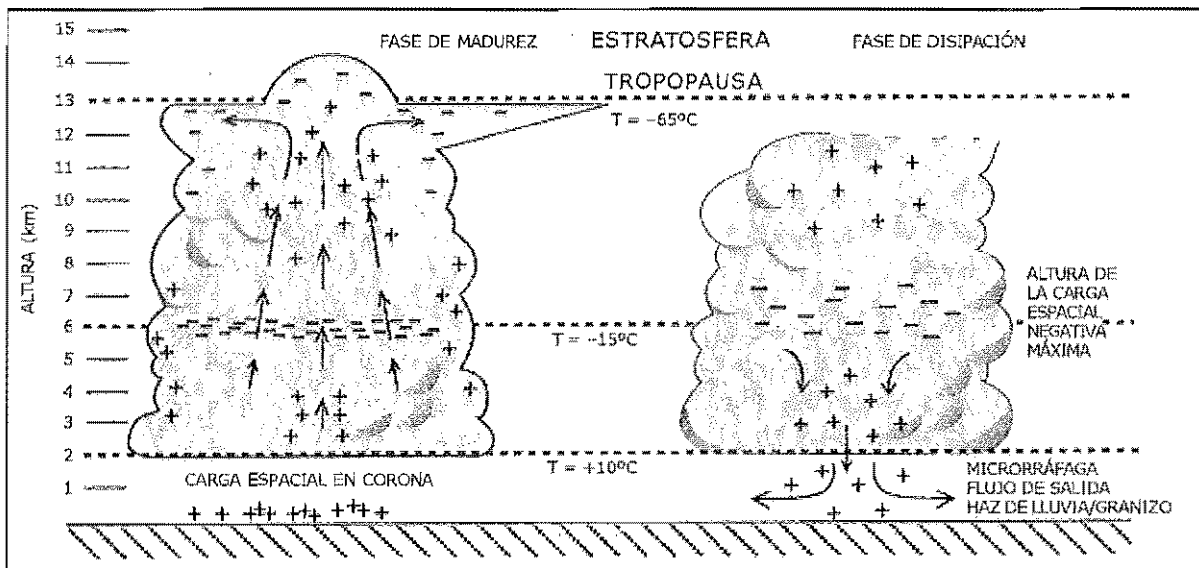 15
FASE DE MADUREZ
ESTRATOSFERA
FASE DE DISIPACIÓN
14
TROPOPAUSA
13
T = -65ºC
12
11
10
9
8
7
6
5
4
3
2
1
ALTURA (km)
T = -15ºC
ALTURA DE
LA CARGA
ESPACIAL
NEGATIVA
MÁXIMA
T = +10ºC
CARGA ESPACIAL EN CORONA
MICRORRÁFAGA
FLUJO DE SALIDA
HAZ DE LLUVIA/GRANIZO